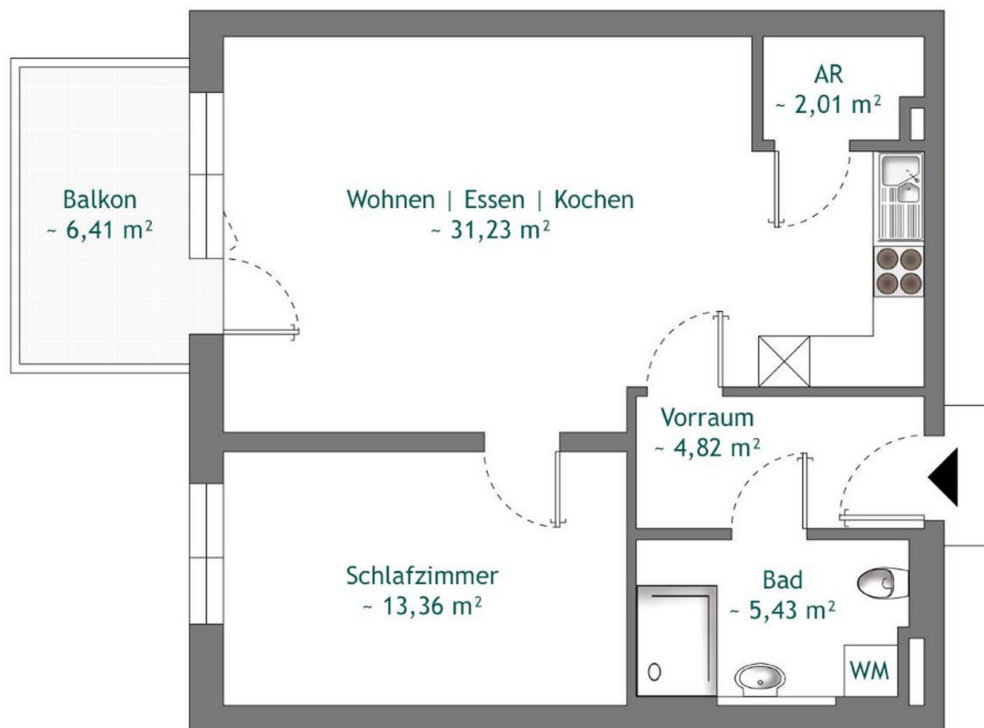 AR
~ 2,01 m²
Balkon
~ 6,41 m²
Wohnen | Essen | Kochen
~ 31,23 m²
Vorraum
~ 4,82 m²
Schlafzimmer
~ 13,36 m²
Bad
~ 5,43 m²
WM